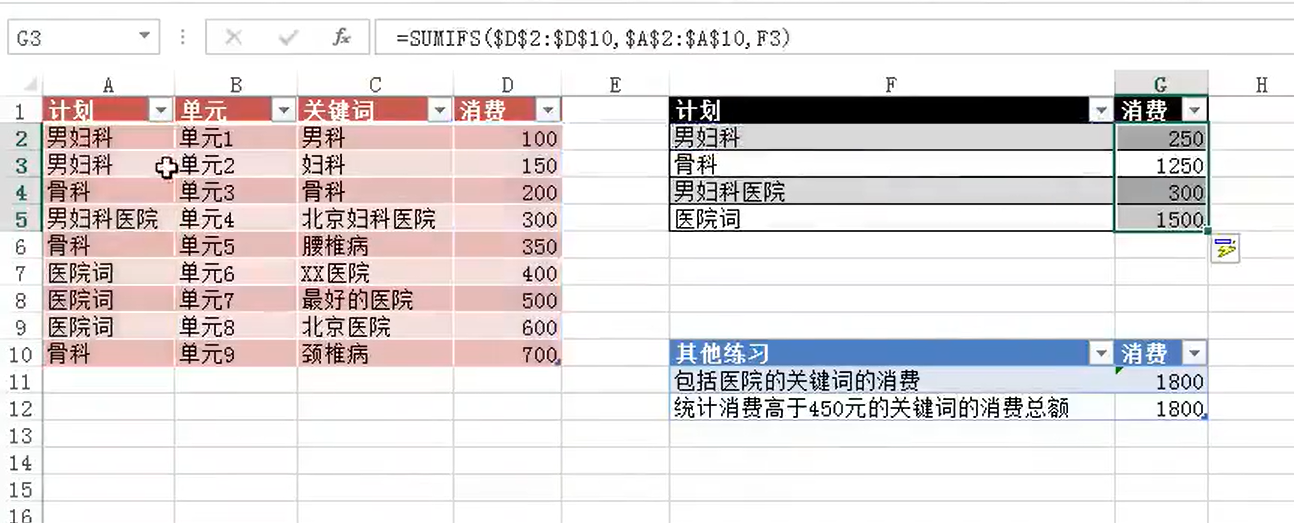 G3 fx =SUMIFS($D$2:$D$10,$A$2:$A$10,F3)
A B C D E F G H
1 计划 单元 关键词 消费 计划 消费
2 男妇科 单元1 男科 100 男妇科 250
3 男妇科 单元2 妇科 150 骨科 1250
4 骨科 单元3 骨科 200 男妇科医院 300
5 男妇科医院 单元4 北京妇科医院 300 医院词 1500
6 骨科 单元5 腰椎病 350
7 医院词 单元6 XX医院 400
8 医院词 单元7 最好的医院 500
9 医院词 单元8 北京医院 600
10 骨科 单元9 颈椎病 700 其他练习 消费
11 包括医院的关键词的消费 1800
12 统计消费高于450元的关键词的消费总额 1800
13
14
15
16